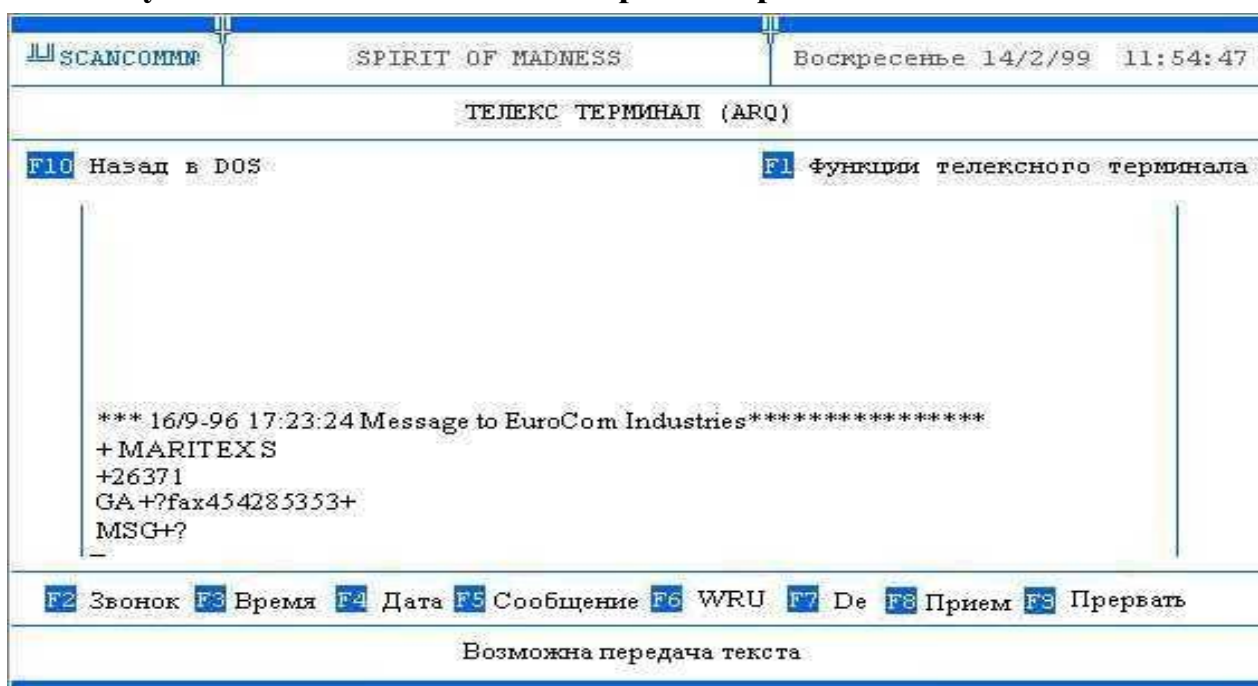 SCANCOMM SPIRIT OF MADNESS Воскресенье 14/2/99 11:54:47
ТЕЛЕКС ТЕРМИНАЛ (ARQ)
F10 Назад в DOS F1 Функции телексного терминала
*** 16/9-96 17:23:24 Message to EuroCom Industries****************
+ MARITEX S
+26371
GA+?fax454285353+
MSG+?
F2 Звонок F3 Время F4 Дата F5 Сообщение F6 WRU F7 De F8 Прием F9 Прервать
Возможна передача текста